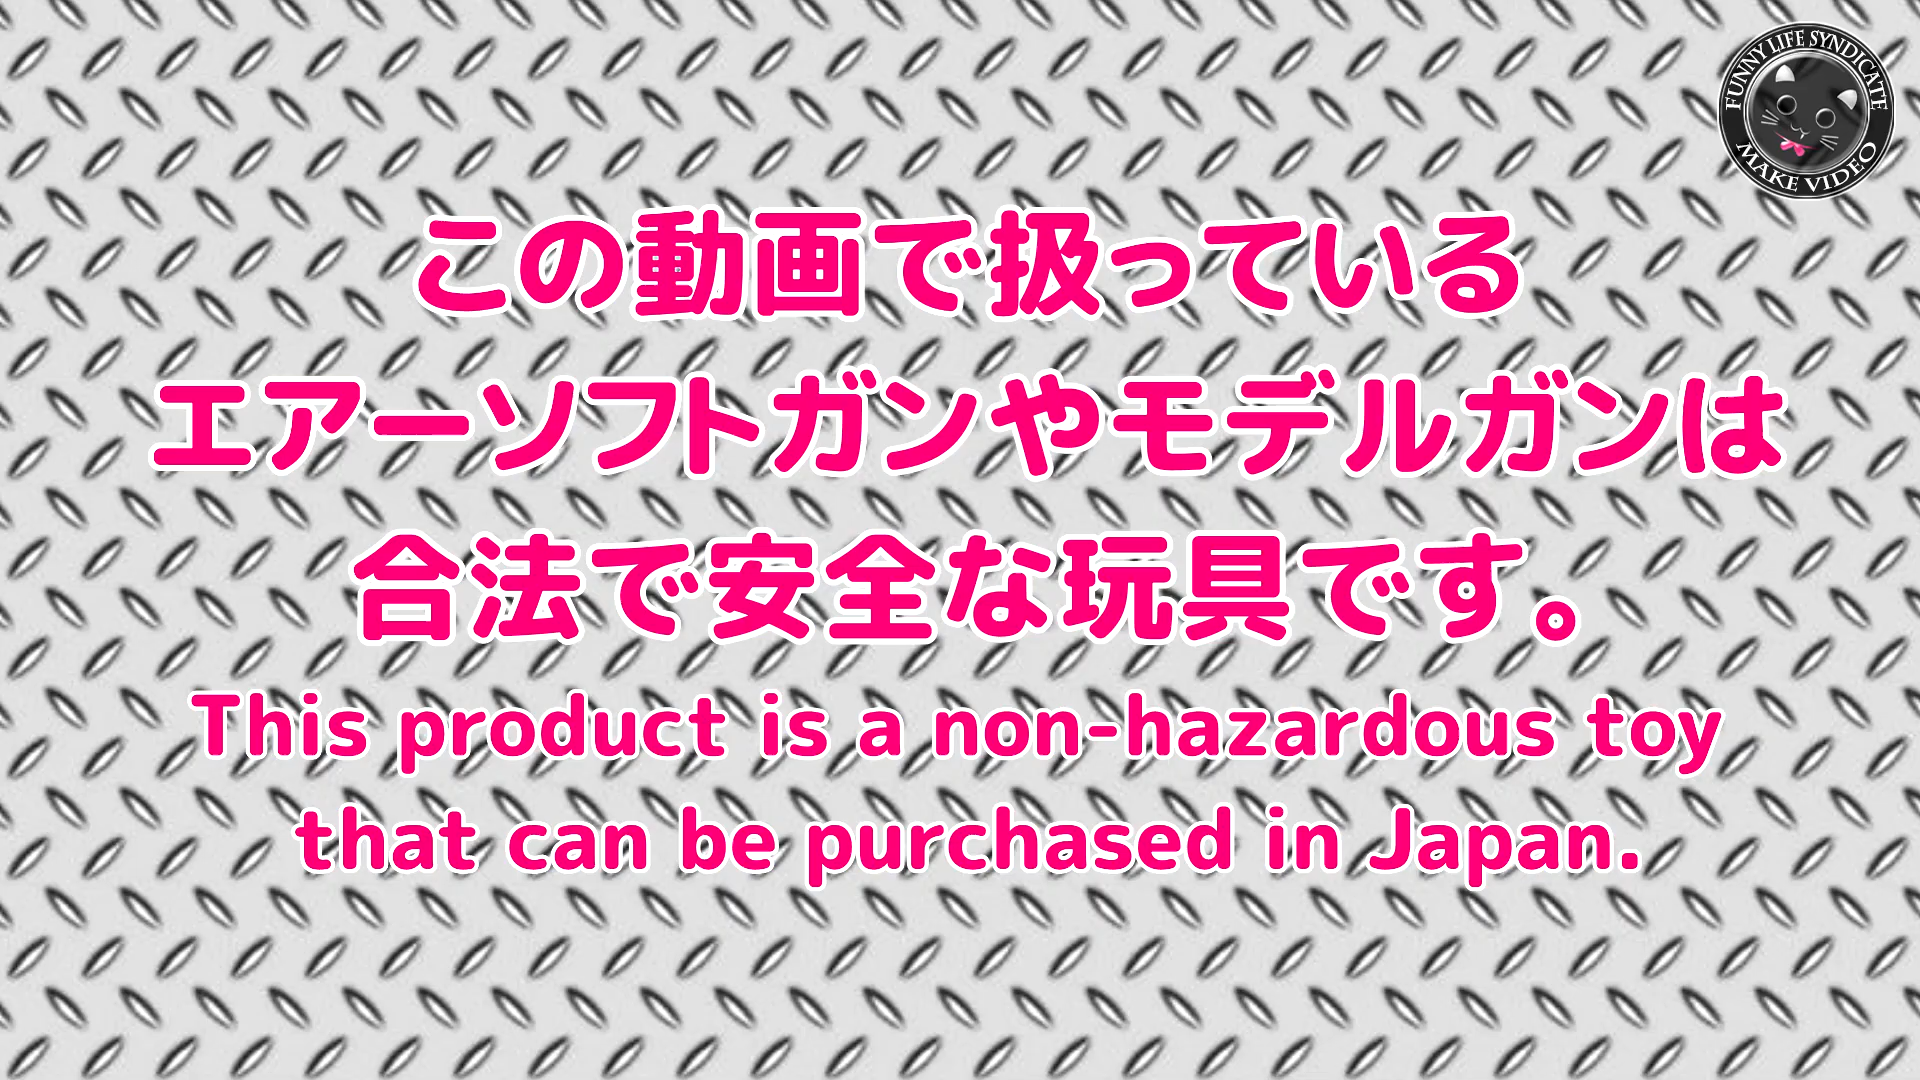 FUNNY LIFE SYNDICATE
MAKE VIDEO
この動画で扱っている
エアーソフトガンやモデルガンは
合法で安全な玩具です。
This product is a non-hazardous toy
that can be purchased in Japan.